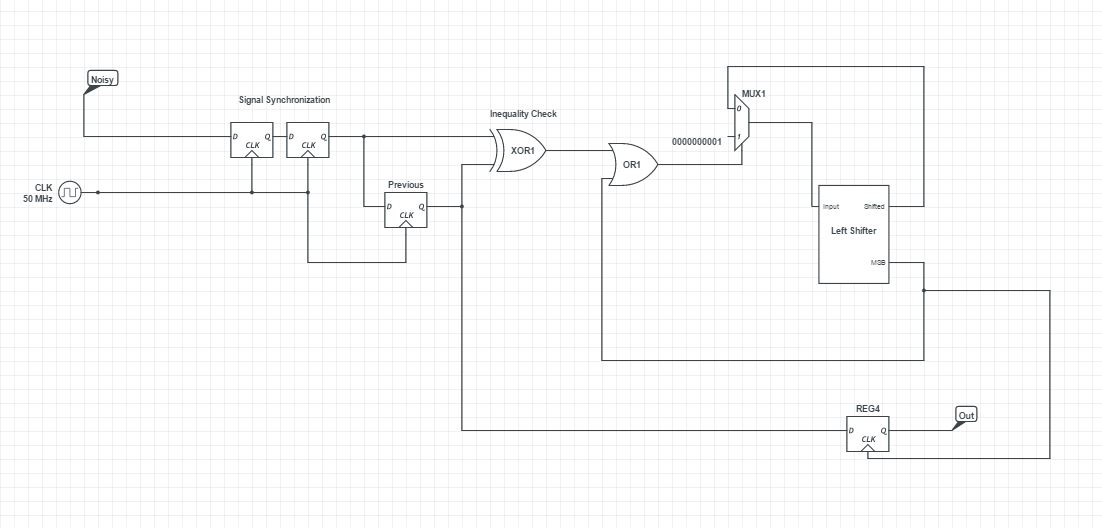 Noisy
Signal Synchronization
D
Q
CLK
D
Q
CLK
CLK
50 MHz
Previous
D
Q
CLK
Inequality Check
XOR1
OR1
MUX1
0
1
0000000001
Input
Shifted
Left Shifter
MSB
REG4
D
Q
CLK
Out